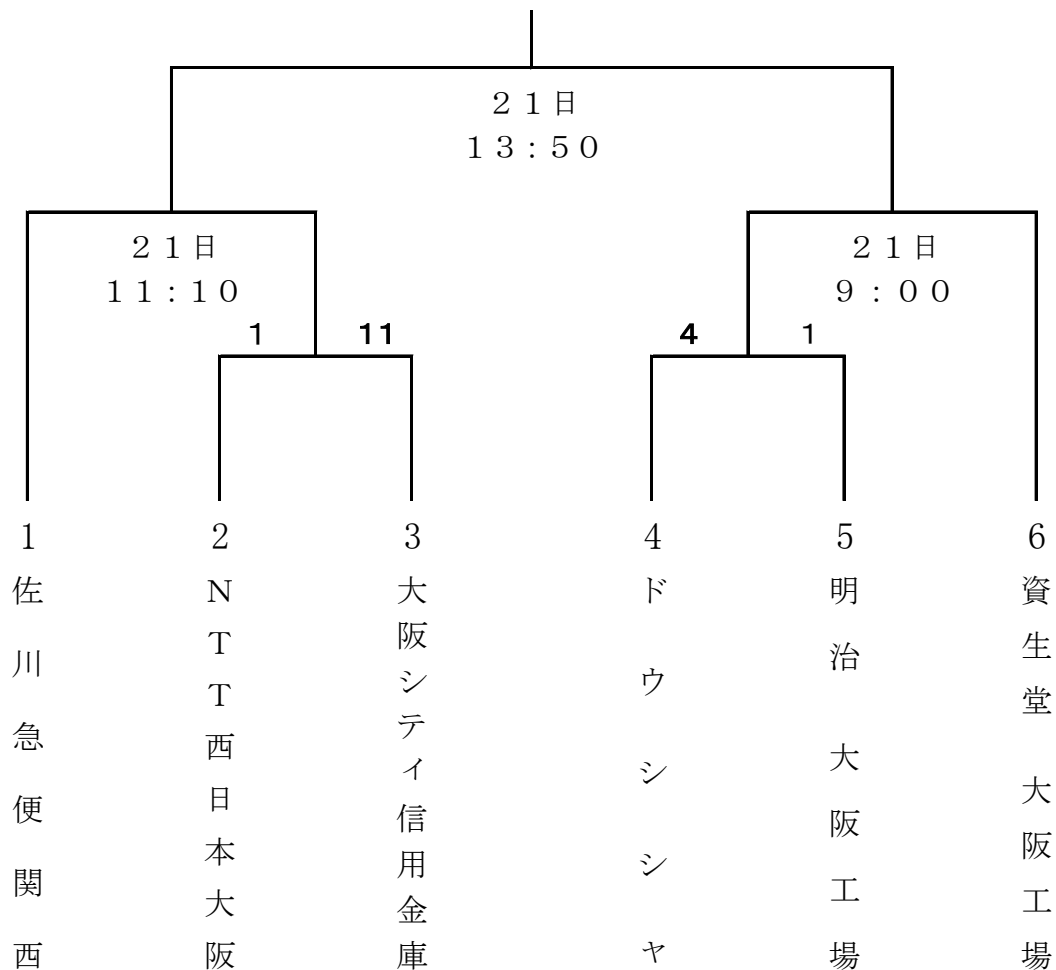 ２１日
１３：５０
２１日
１１：１０
２１日
９：００
1 11
4 1
1 2 3 4 5 6
佐川急便関西
ＮＴＴ西日本大阪
大阪シティ信用金庫
ドウシシヤ
明治 大阪工場
資生堂 大阪工場